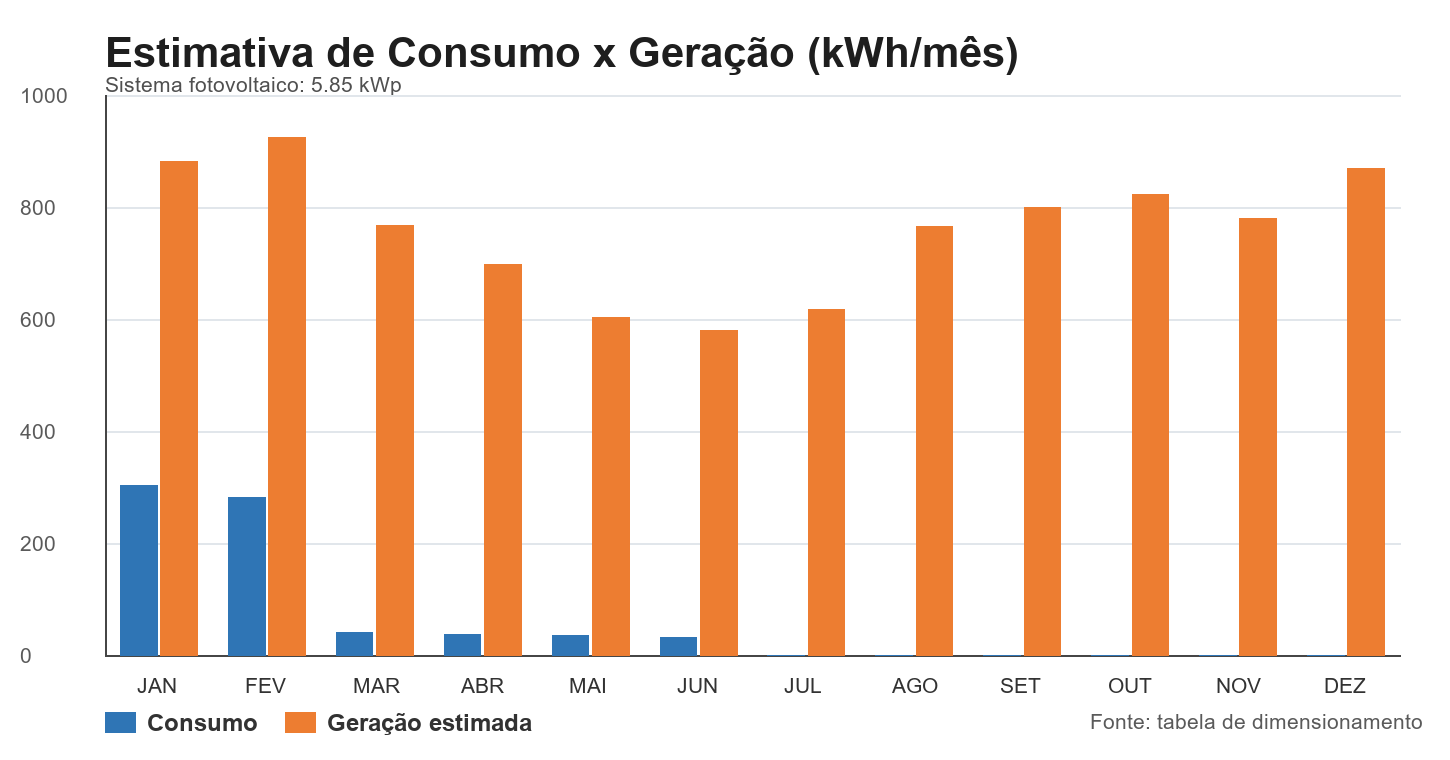 Estimativa de Consumo x Geração (kWh/mês)
Sistema fotovoltaico: 5.85 kWp
1000
800
600
400
200
0
JAN FEV MAR ABR MAI JUN JUL AGO SET OUT NOV DEZ
Consumo Geração estimada Fonte: tabela de dimensionamento